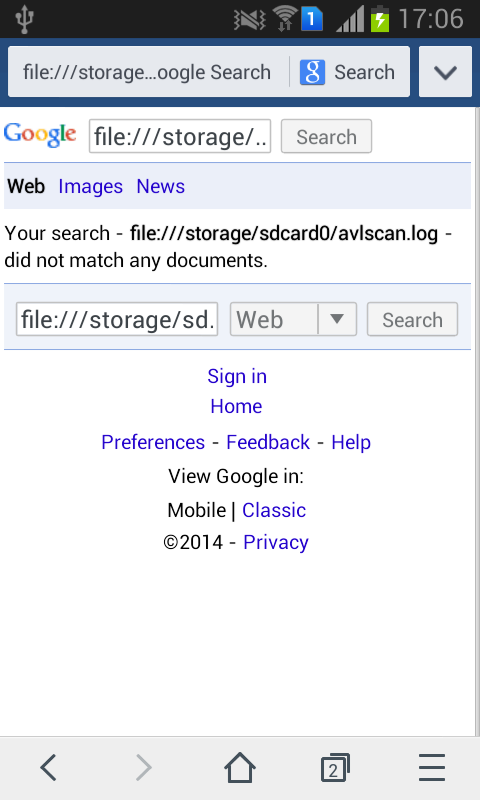 1 17:06
file:///storage...oogle Search Search
Google file:///storage/.. Search
Web Images News
Your search - file:///storage/sdcard0/avlscan.log -
did not match any documents.
file:///storage/sd. Web Search
Sign in
Home
Preferences - Feedback - Help
View Google in:
Mobile | Classic
©2014 - Privacy
2